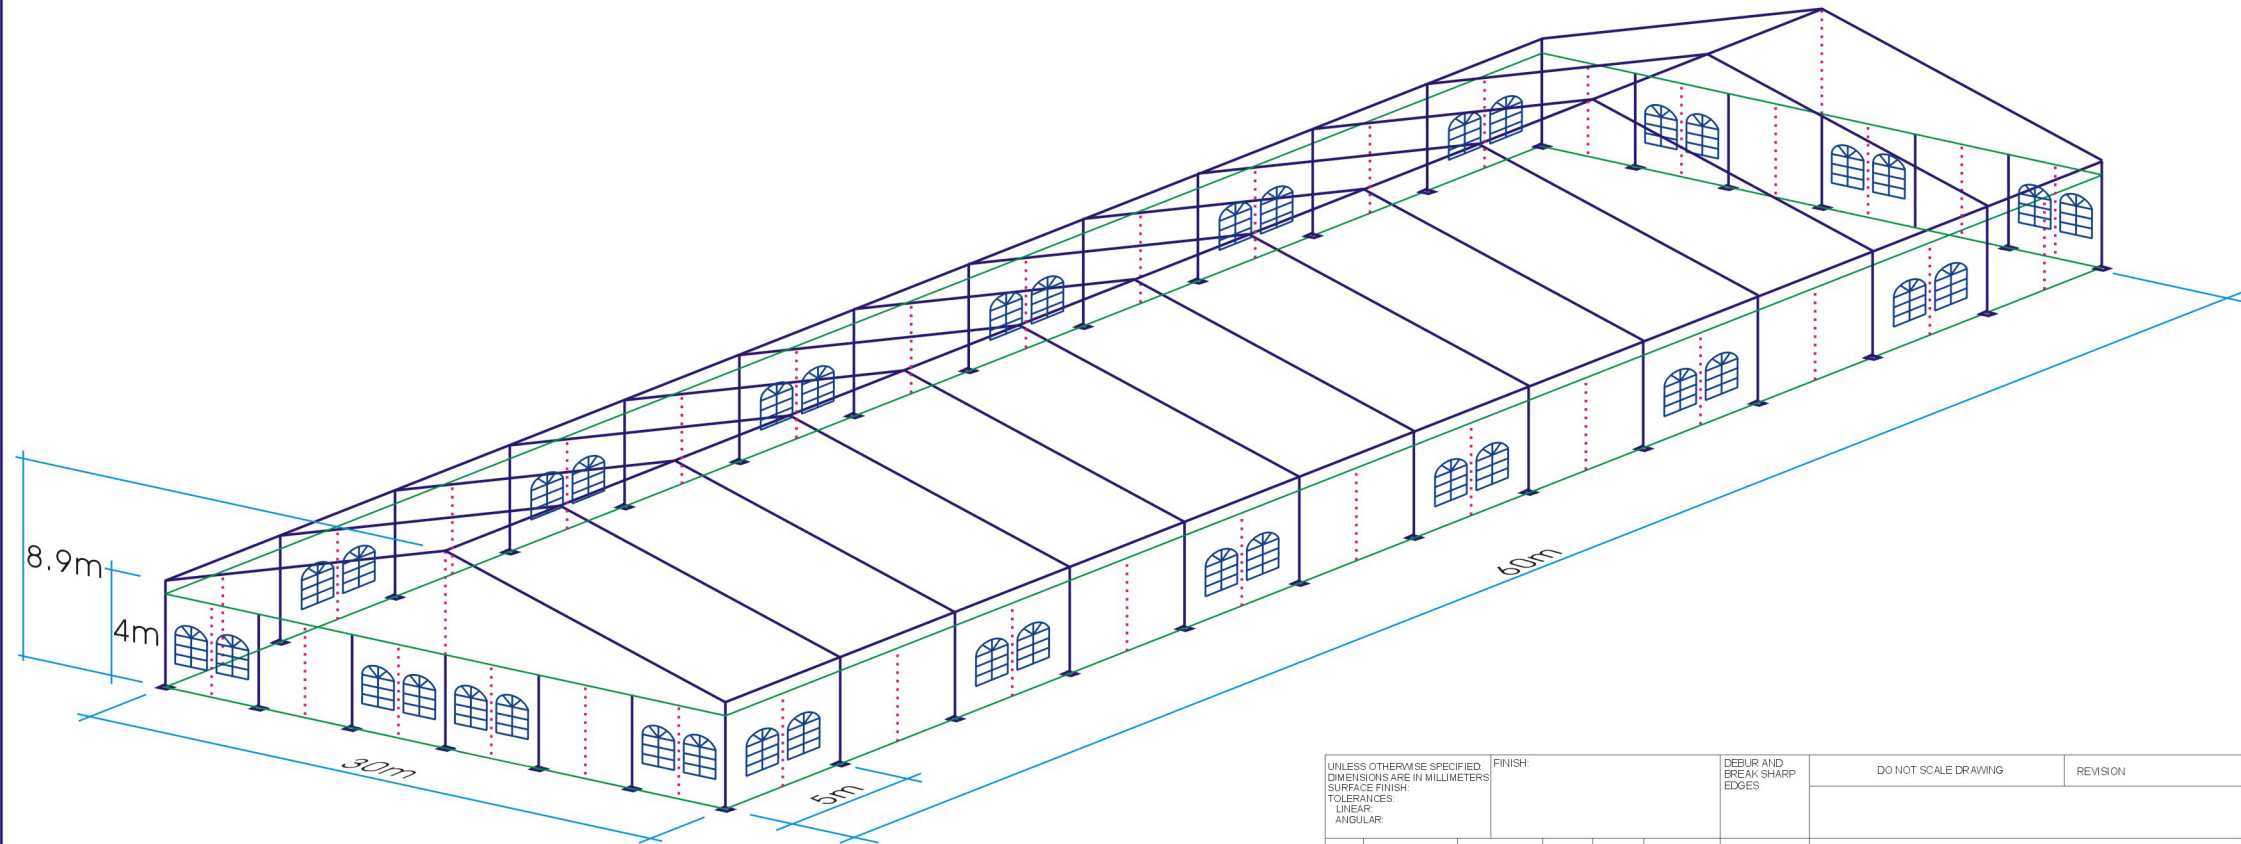 8.9m
4m
30m
5m
60m
UNLESS OTHERWISE SPECIFIED:
DIMENSIONS ARE IN MILLIMETERS
SURFACE FINISH:
TOLERANCES:
LINEAR:
ANGULAR:
FINISH:
DEBUR AND
BREAK SHARP
EDGES
DO NOT SCALE DRAWING
REVISION